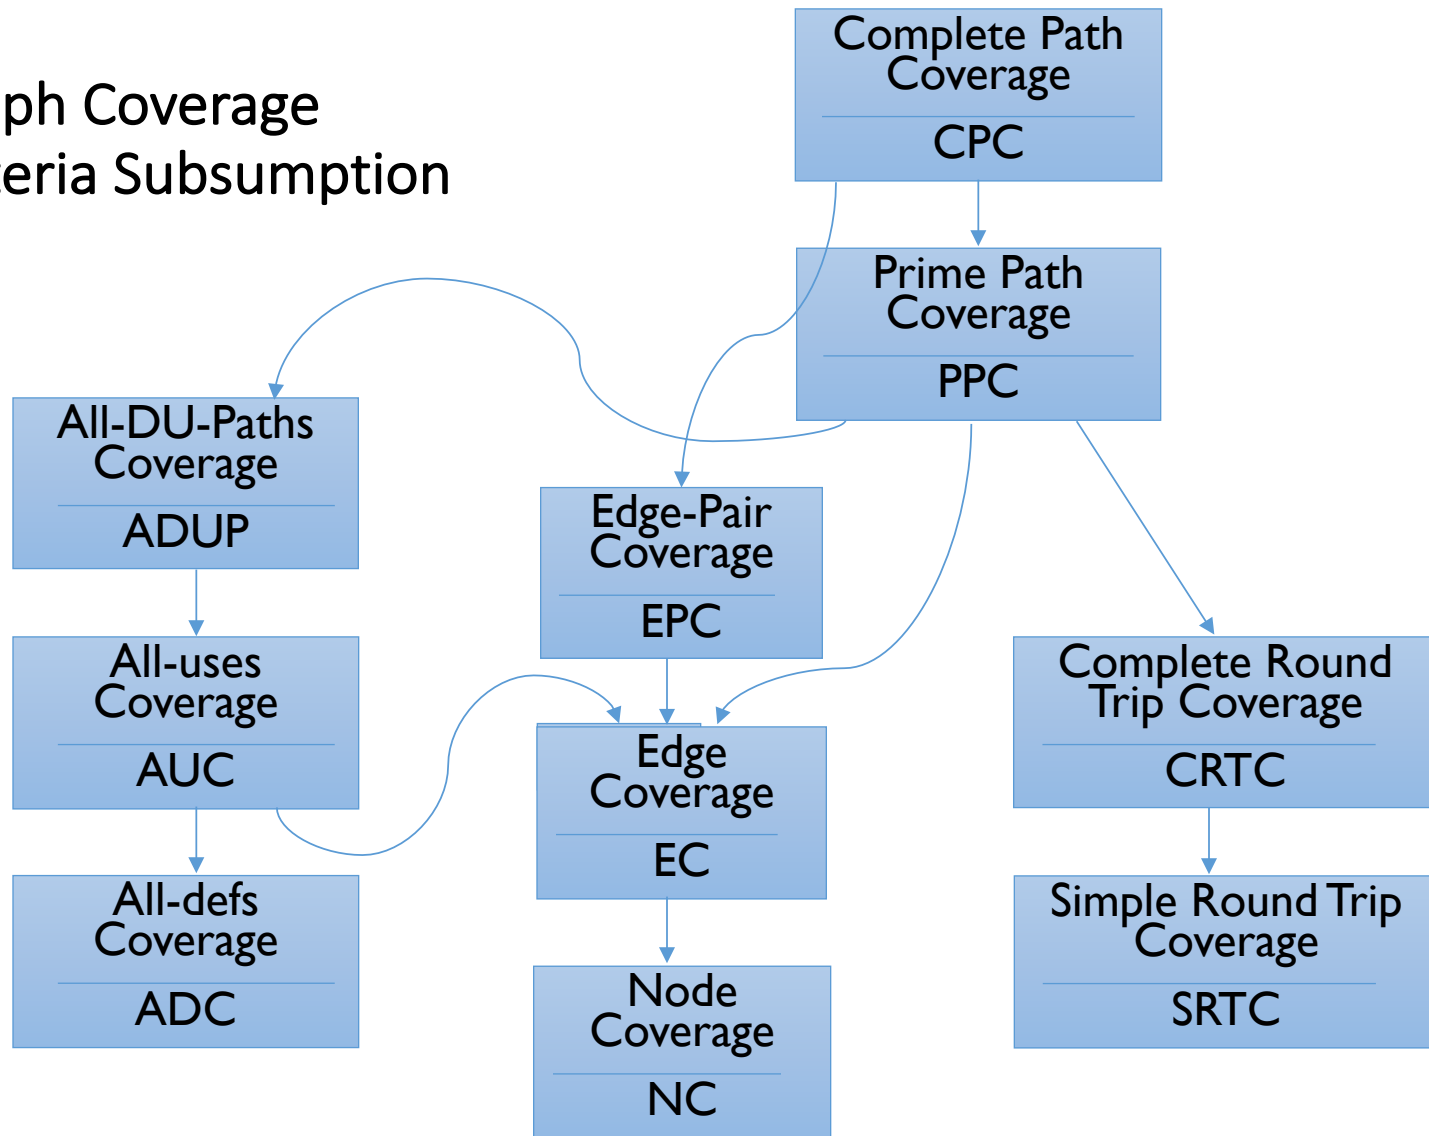 ph Coverage
teria Subsumption
Complete Path
Coverage
CPC
Prime Path
Coverage
PPC
All-DU-Paths
Coverage
ADUP
Edge-Pair
Coverage
EPC
All-uses
Coverage
AUC
Complete Round
Trip Coverage
CRTC
Edge
Coverage
EC
All-defs
Coverage
ADC
Simple Round Trip
Coverage
SRTC
Node
Coverage
NC